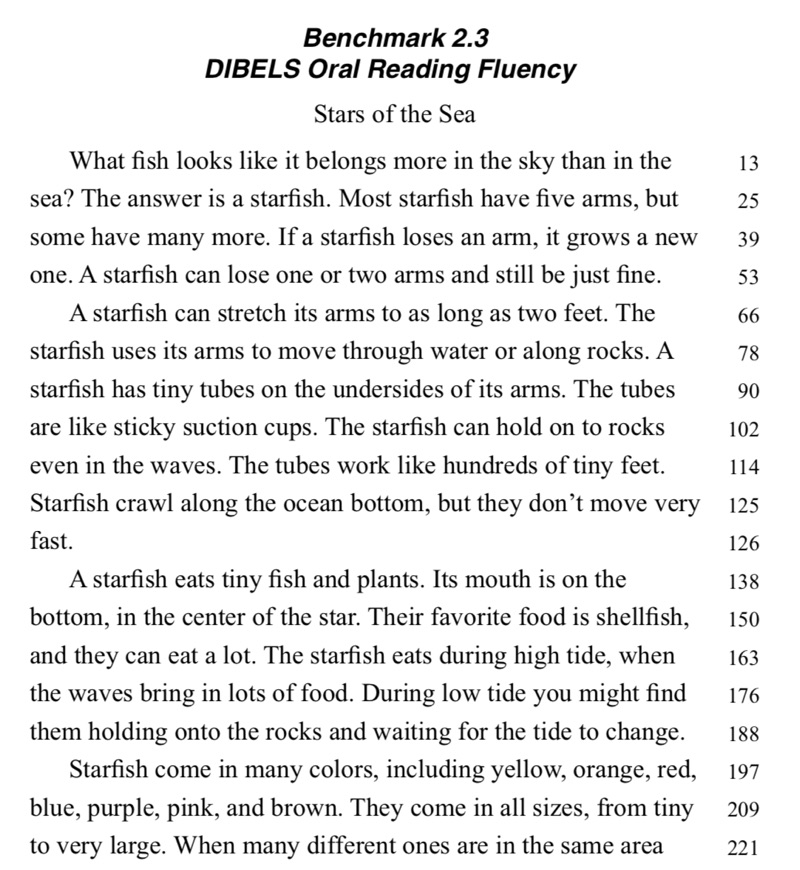 Benchmark 2.3
DIBELS Oral Reading Fluency
Stars of the Sea
What fish looks like it belongs more in the sky than in the 13
sea? The answer is a starfish. Most starfish have five arms, but 25
some have many more. If a starfish loses an arm, it grows a new 39
one. A starfish can lose one or two arms and still be just fine. 53
A starfish can stretch its arms to as long as two feet. The 66
starfish uses its arms to move through water or along rocks. A 78
starfish has tiny tubes on the undersides of its arms. The tubes 90
are like sticky suction cups. The starfish can hold on to rocks 102
even in the waves. The tubes work like hundreds of tiny feet. 114
Starfish crawl along the ocean bottom, but they don’t move very 125
fast. 126
A starfish eats tiny fish and plants. Its mouth is on the 138
bottom, in the center of the star. Their favorite food is shellfish, 150
and they can eat a lot. The starfish eats during high tide, when 163
the waves bring in lots of food. During low tide you might find 176
them holding onto the rocks and waiting for the tide to change. 188
Starfish come in many colors, including yellow, orange, red, 197
blue, purple, pink, and brown. They come in all sizes, from tiny 209
to very large. When many different ones are in the same area 221